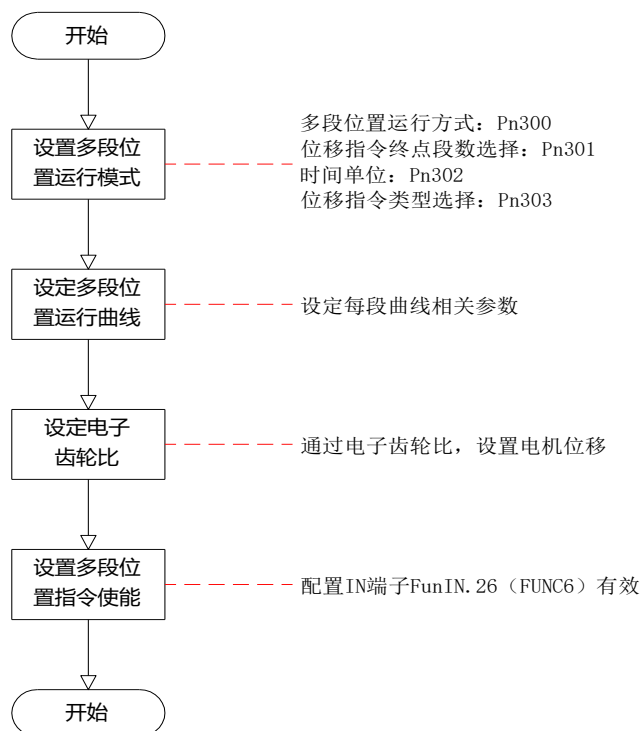 开始
设置多段位
置运行模式
多段位置运行方式：Pn300
位移指令终点段数选择：Pn301
时间单位：Pn302
位移指令类型选择：Pn303
设定多段位
置运行曲线
设定每段曲线相关参数
设定电子
齿轮比
通过电子齿轮比，设置电机位移
设置多段位
置指令使能
配置IN端子FunIN.26（FUNC6）有效
开始